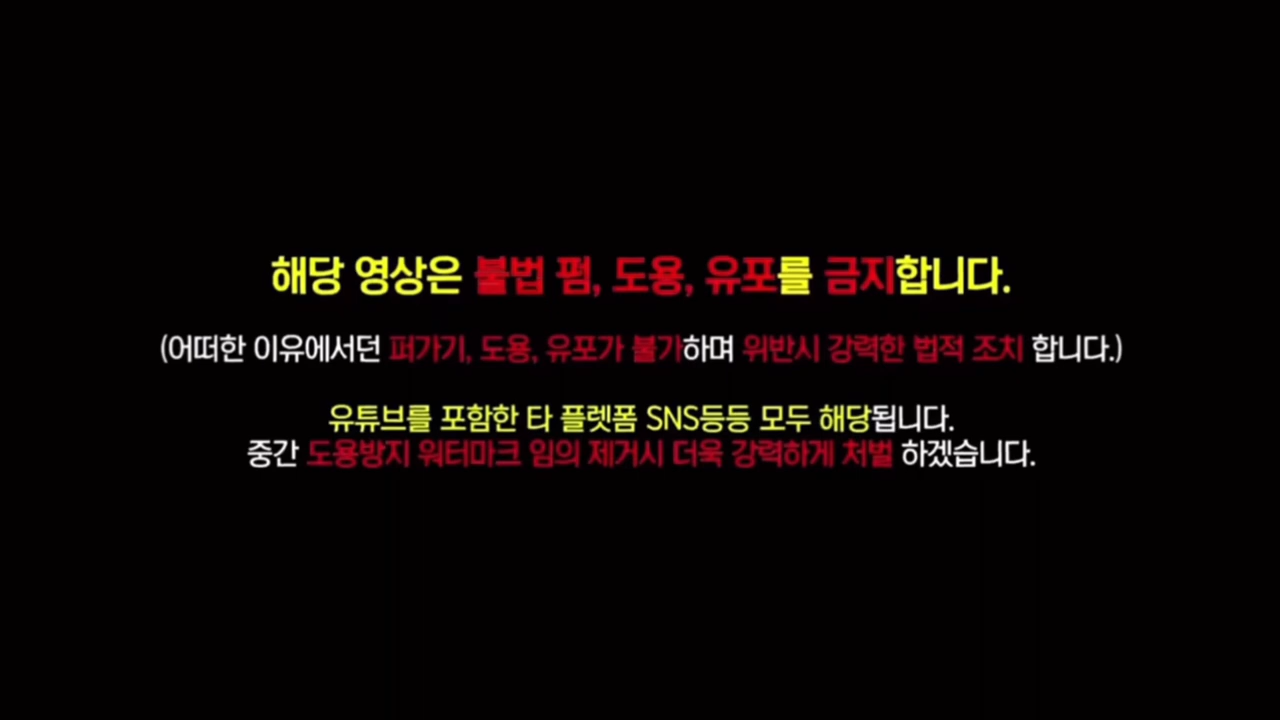 해당 영상은 불법 펌, 도용, 유포를 금지합니다.
(어떠한 이유에서던 퍼가기, 도용, 유포가 불가하며 위반시 강력한 법적 조치 합니다.)
유튜브를 포함한 타 플렛폼 SNS등등 모두 해당됩니다.
중간 도용방지 워터마크 임의 제거시 더욱 강력하게 처벌 하겠습니다.